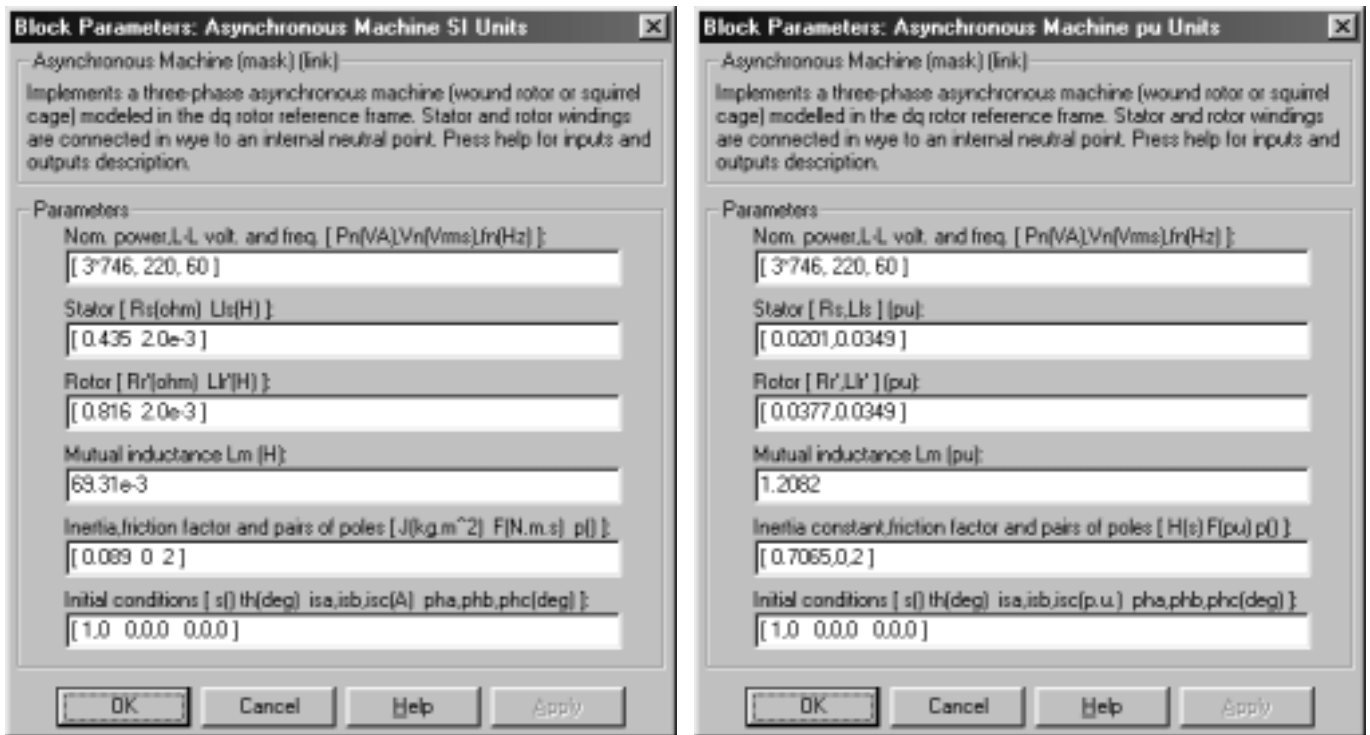 Block Parameters: Asynchronous Machine SI Units
Asynchronous Machine (mask) (link)
Implements a three-phase asynchronous machine (wound rotor or squirrel
cage) modeled in the dq rotor reference frame. Stator and rotor windings
are connected in wye to an internal neutral point. Press help for inputs and
outputs description.
Parameters
Nom. power,L-L volt. and freq. [ Pn(VA),Vn(Vrms),fn(Hz) ]:
[ 3*746, 220, 60 ]
Stator [ Rs(ohm) Lls(H) ]:
[ 0.435 2.0e-3 ]
Rotor [ Rr'(ohm) Llr'(H) ]:
[ 0.816 2.0e-3 ]
Mutual inductance Lm (H):
69.31e-3
Inertia,friction factor and pairs of poles [ J(kg.m^2) F(N.m.s) p() ]:
[ 0.089 0 2 ]
Initial conditions [ s() th(deg) isa,isb,isc(A) pha,phb,phc(deg) ]:
[ 1,0 0,0,0 0,0,0 ]
OK Cancel Help Apply
Block Parameters: Asynchronous Machine pu Units
Asynchronous Machine (mask) (link)
Implements a three-phase asynchronous machine (wound rotor or squirrel
cage) modelled in the dq rotor reference frame. Stator and rotor windings
are connected in wye to an internal neutral point. Press help for inputs and
outputs description.
Parameters
Nom. power,L-L volt. and freq. [ Pn(VA),Vn(Vrms),fn(Hz) ]:
[ 3*746, 220, 60 ]
Stator [ Rs,Lls ] (pu):
[ 0.0201,0.0349 ]
Rotor [ Rr',Llr' ] (pu):
[ 0.0377,0.0349 ]
Mutual inductance Lm (pu):
1.2082
Inertia constant,friction factor and pairs of poles [ H(s) F(pu) p() ]:
[ 0.7065,0,2 ]
Initial conditions [ s() th(deg) isa,isb,isc(p.u.) pha,phb,phc(deg) ]:
[ 1,0 0,0,0 0,0,0 ]
OK Cancel Help Apply